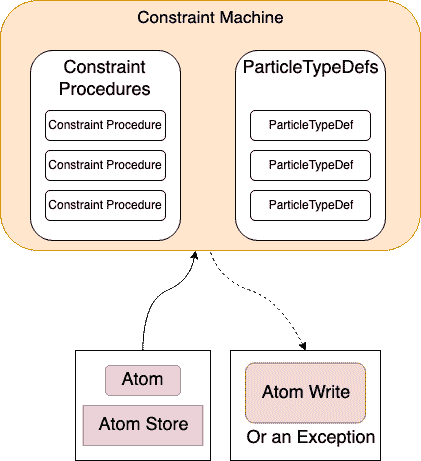 Constraint Machine
Constraint
Procedures
Constraint Procedure
Constraint Procedure
Constraint Procedure
ParticleTypeDefs
ParticleTypeDef
ParticleTypeDef
ParticleTypeDef
Atom
Atom Store
Atom Write
Or an Exception